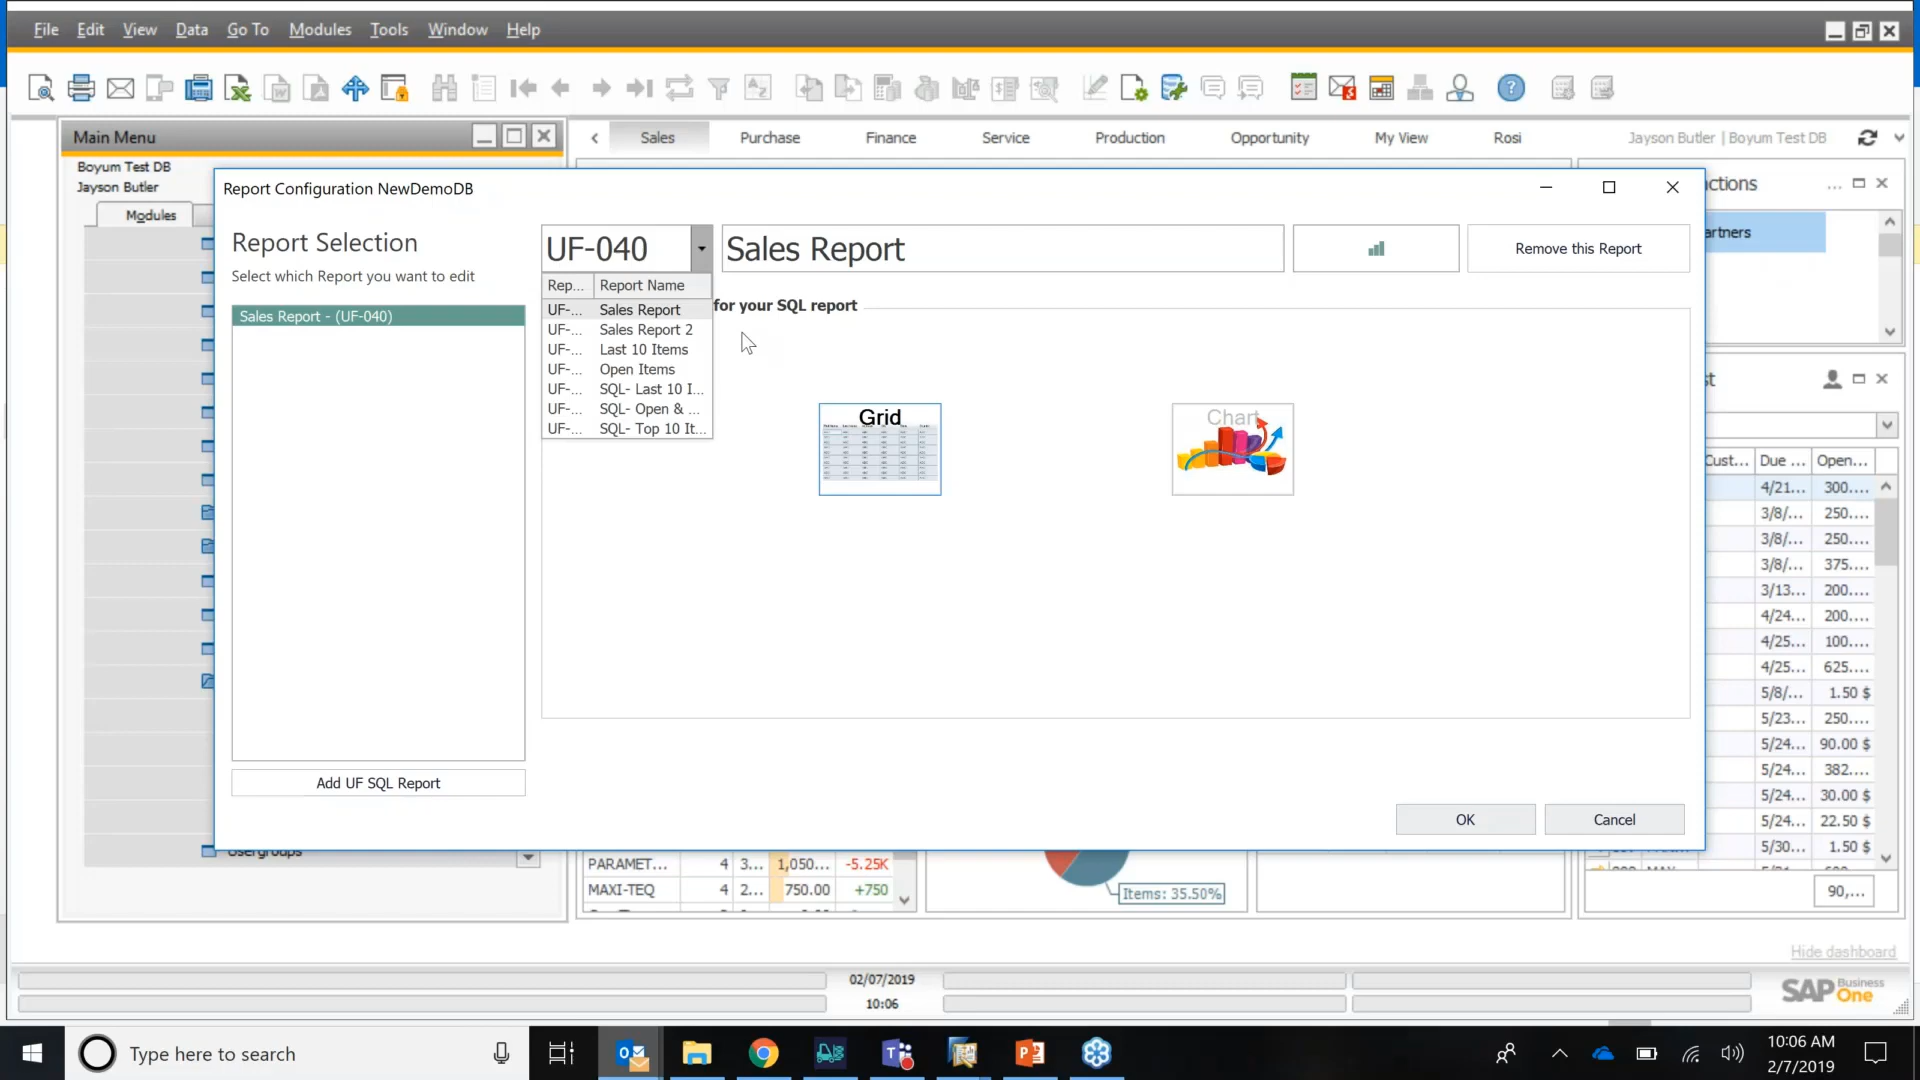 File Edit View Data Go To Modules Tools Window Help
Main Menu
Boyum Test DB
Jayson Butler
Modules
Sales Purchase Finance Service Production Opportunity My View Rosi
Jayson Butler | Boyum Test DB
Report Configuration NewDemoDB
Report Selection
Select which Report you want to edit
Sales Report - (UF-040)
Add UF SQL Report
UF-040
Sales Report
Remove this Report
Rep... Report Name
UF-... Sales Report
UF-... Sales Report 2
UF-... Last 10 Items
UF-... Open Items
UF-... SQL- Last 10 I...
UF-... SQL- Open & ...
UF-... SQL- Top 10 It...
for your SQL report
Grid
Chart
OK
Cancel
ctions
artners
st
Cust... Due ... Open...
4/21... 300....
3/8/... 250....
3/8/... 250....
3/8/... 375....
3/13... 200....
4/24... 200....
4/25... 100....
4/25... 625....
5/8/... 1.50 $
5/23... 250....
5/24... 90.00 $
5/24... 382....
5/24... 30.00 $
5/24... 22.50 $
5/30... 1.50 $
90,...
Usergroups
PARAMET... 4 3... 1,050... -5.25K
MAXI-TEQ 4 2... 750.00 +750
Items: 35.50%
Hide dashboard
02/07/2019
10:06
SAP Business One
Type here to search
10:06 AM
2/7/2019